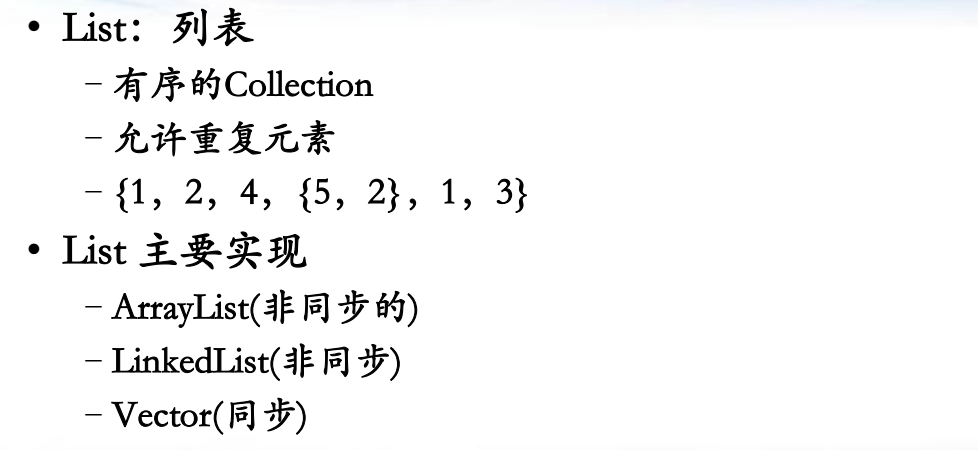 • List：列表
– 有序的Collection
– 允许重复元素
– {1，2，4，{5，2}，1，3}
• List 主要实现
– ArrayList(非同步的)
– LinkedList(非同步)
– Vector(同步)